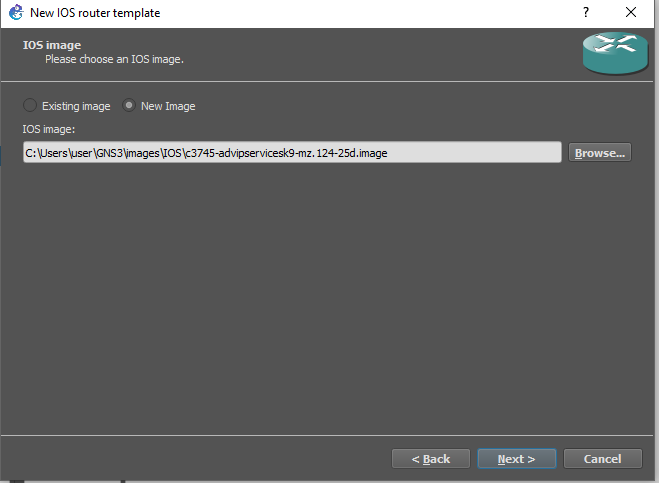 New IOS router template
?
IOS image
Please choose an IOS image.
Existing image
New Image
IOS image:
C:\Users\user\GNS3\images\IOS\c3745-advipservicesk9-mz.124-25d.image
Browse...
< Back
Next >
Cancel